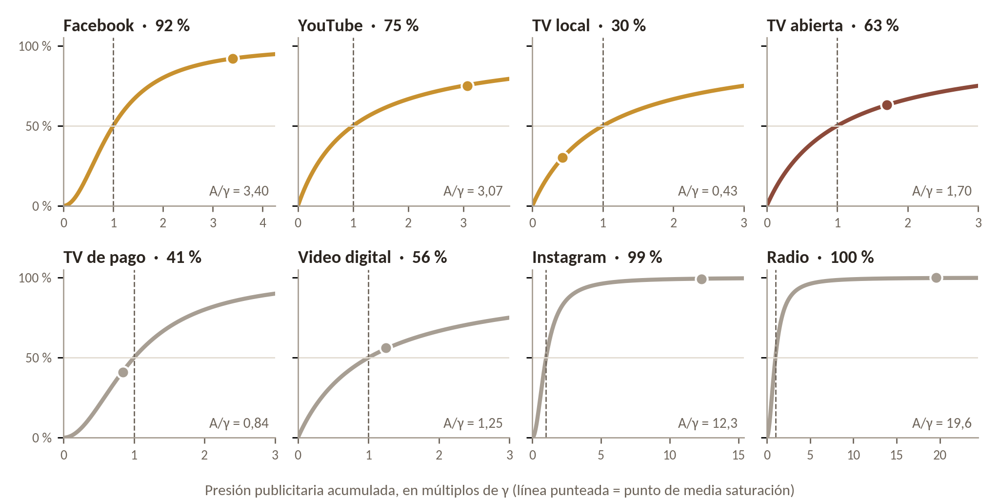 Facebook · 92 %
YouTube · 75 %
TV local · 30 %
TV abierta · 63 %
100 %
50 %
0 %
A/γ = 3,40
A/γ = 3,07
A/γ = 0,43
A/γ = 1,70
0 1 2 3 4
0 1 2 3
0 1 2 3
0 1 2 3
TV de pago · 41 %
Video digital · 56 %
Instagram · 99 %
Radio · 100 %
100 %
50 %
0 %
A/γ = 0,84
A/γ = 1,25
A/γ = 12,3
A/γ = 19,6
0 1 2 3
0 1 2 3
0 5 10 15
0 5 10 15 20
Presión publicitaria acumulada, en múltiplos de γ (línea punteada = punto de media saturación)